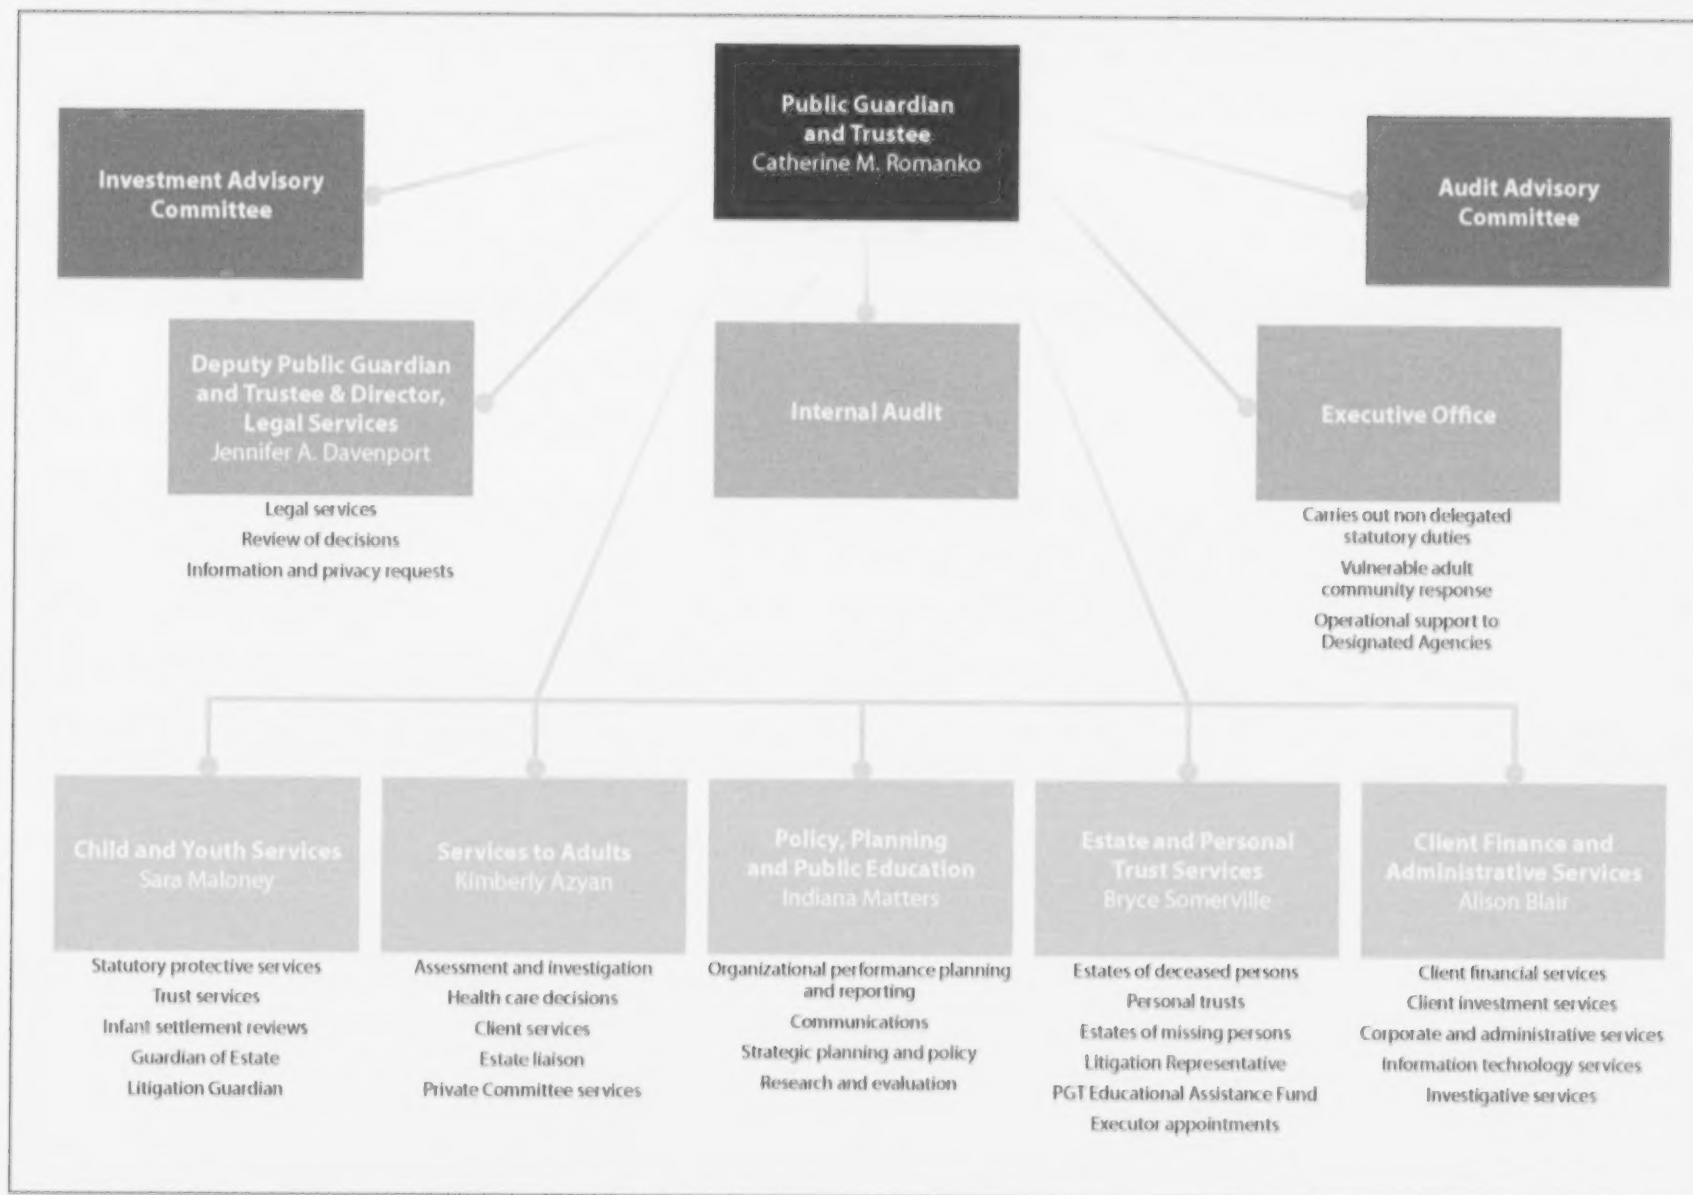 Public Guardian
and Trustee
Catherine M. Romanko
Investment Advisory
Committee
Audit Advisory
Committee
Deputy Public Guardian
and Trustee & Director,
Legal Services
Jennifer A. Davenport
Legal services
Review of decisions
Information and privacy requests
Internal Audit
Executive Office
Carries out non delegated
statutory duties
Vulnerable adult
community response
Operational support to
Designated Agencies
Child and Youth Services
Sara Maloney
Statutory protective services
Trust services
Infant settlement reviews
Guardian of Estate
Litigation Guardian
Services to Adults
Kimberly Azyan
Assessment and investigation
Health care decisions
Client services
Estate liaison
Private Committee services
Policy, Planning
and Public Education
Indiana Matters
Organizational performance planning
and reporting
Communications
Strategic planning and policy
Research and evaluation
Estate and Personal
Trust Services
Bryce Somerville
Estates of deceased persons
Personal trusts
Estates of missing persons
Litigation Representative
PGT Educational Assistance Fund
Executor appointments
Client Finance and
Administrative Services
Alison Blair
Client financial services
Client investment services
Corporate and administrative services
Information technology services
Investigative services